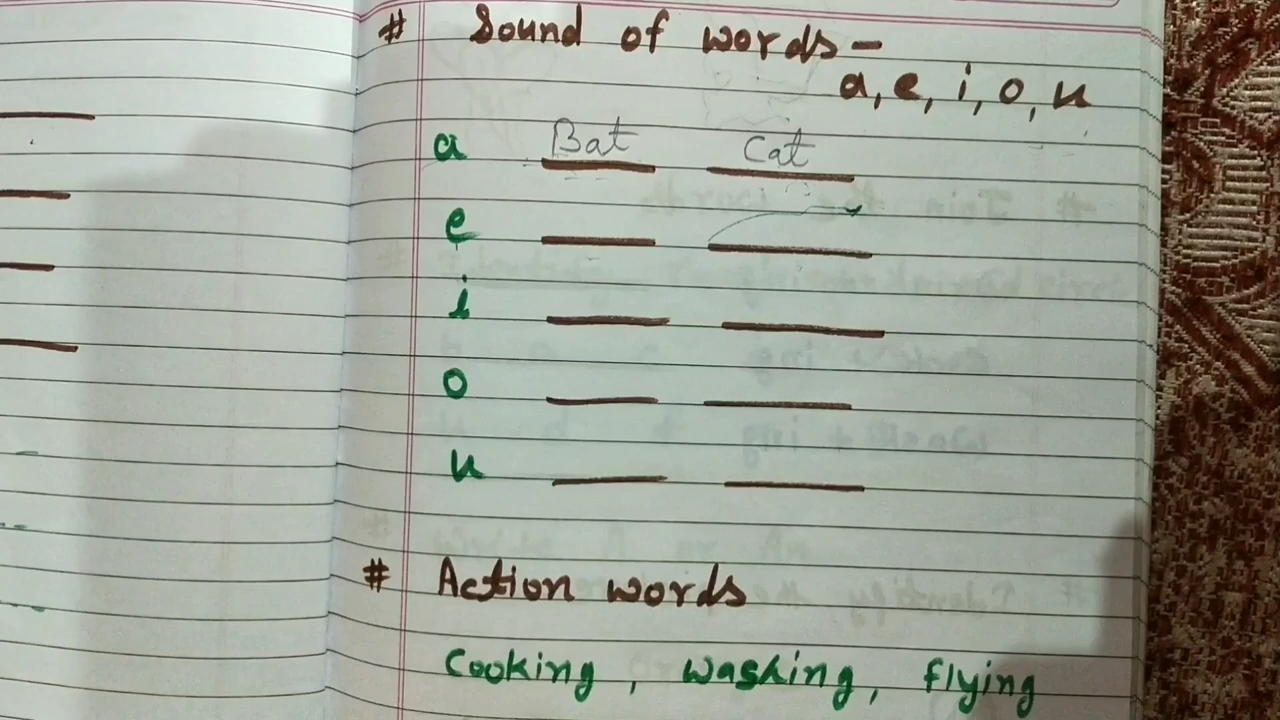 # Sound of words -
a, e, i, o, u
a Bat Cat
e
i
o
u
# Action words
Cooking, washing, flying